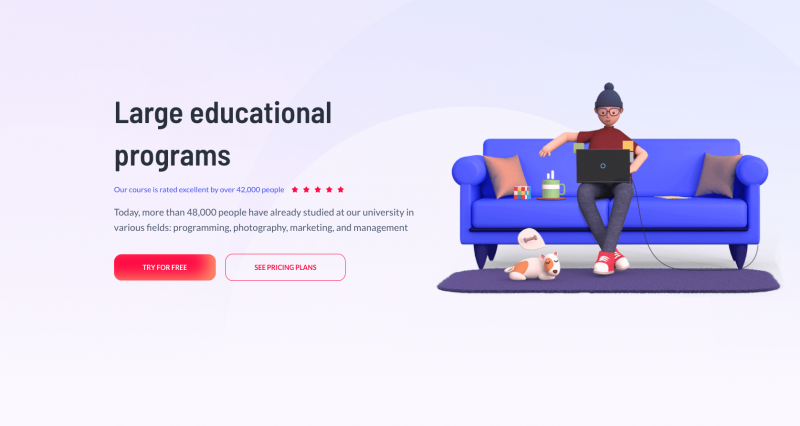 Large educational
programs
Our course is rated excellent by over 42,000 people
Today, more than 48,000 people have already studied at our university in
various fields: programming, photography, marketing, and management
TRY FOR FREE
SEE PRICING PLANS